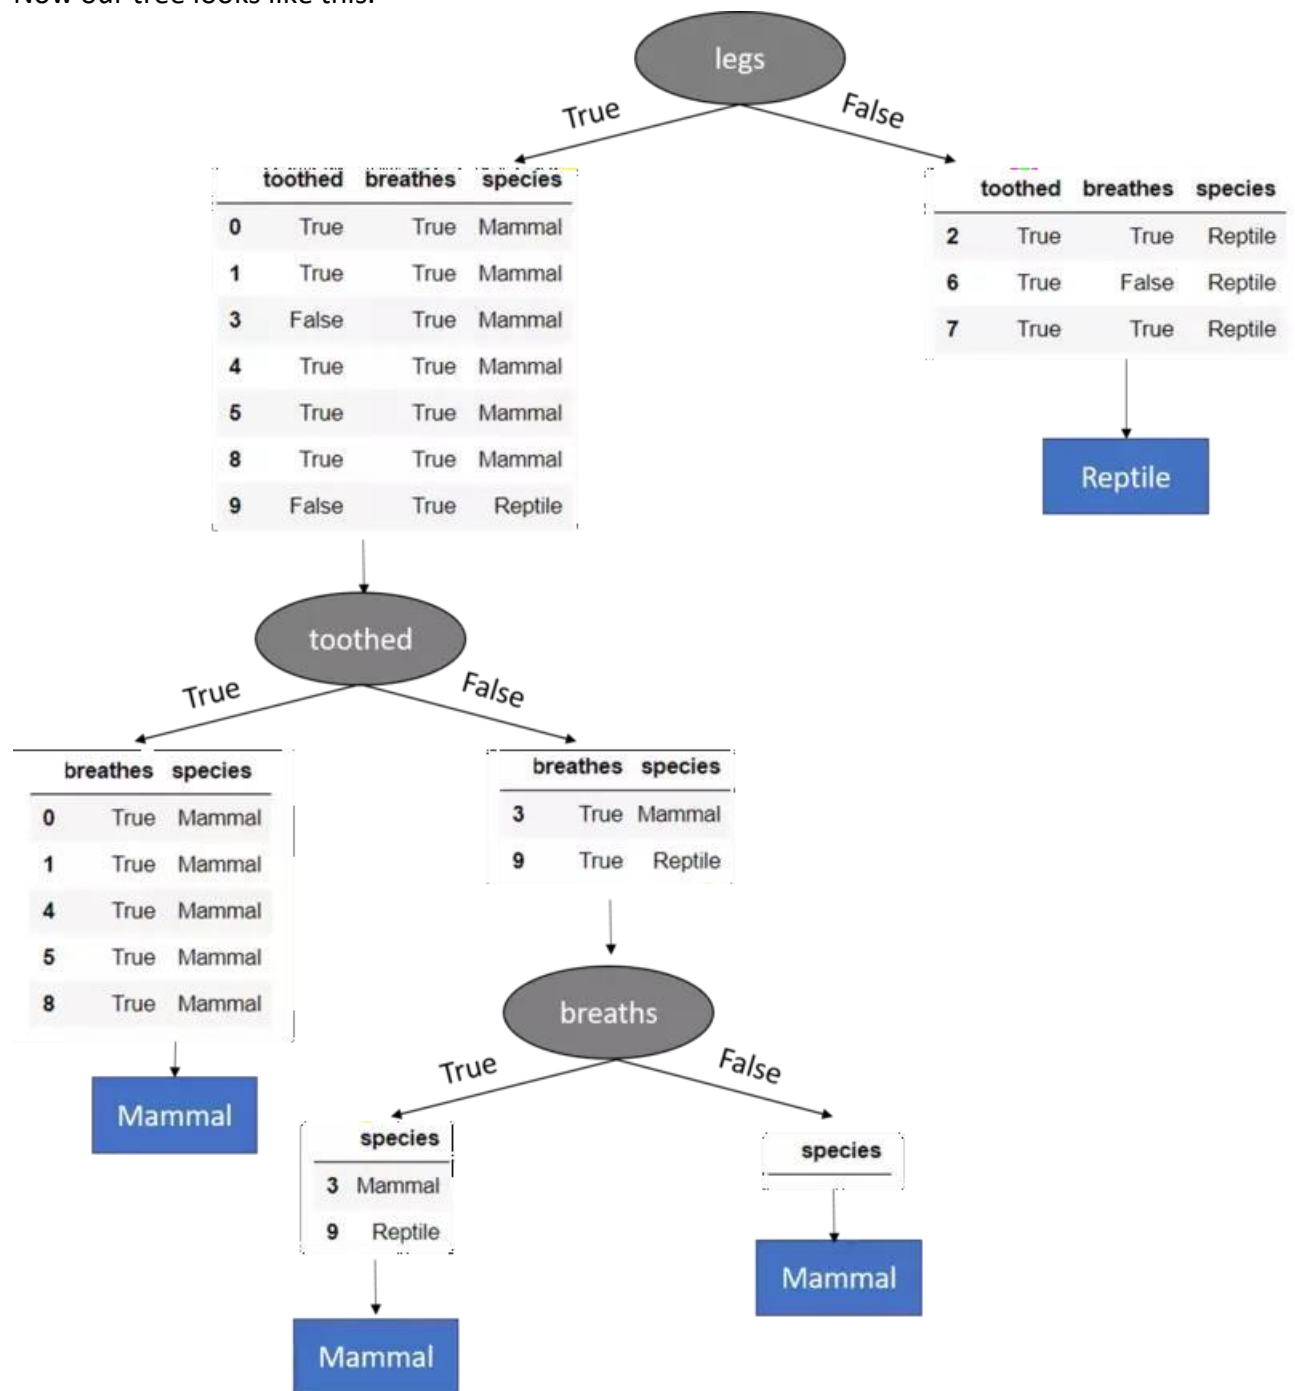 Now our tree looks like this:
legs
True
False
toothed breathes species
0 True True Mammal
1 True True Mammal
3 False True Mammal
4 True True Mammal
5 True True Mammal
8 True True Mammal
9 False True Reptile
toothed breathes species
2 True True Reptile
6 True False Reptile
7 True True Reptile
Reptile
toothed
True
False
breathes species
0 True Mammal
1 True Mammal
4 True Mammal
5 True Mammal
8 True Mammal
Mammal
breathes species
3 True Mammal
9 True Reptile
breaths
True
False
species
3 Mammal
9 Reptile
Mammal
species
Mammal